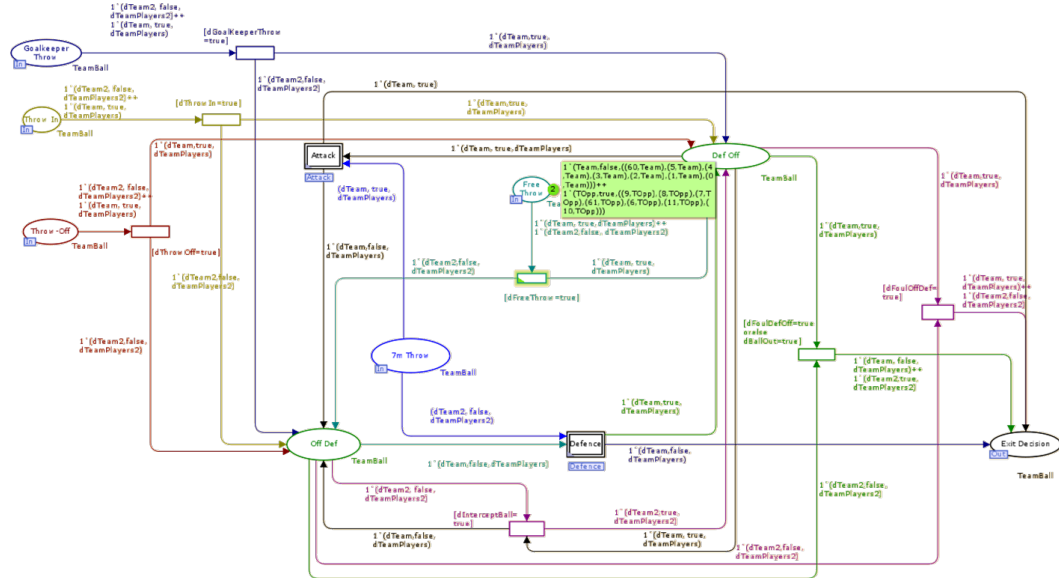 1`(dTeam2, false,
dTeamPlayers2)++
1`(dTeam, true,
dTeamPlayers)
[dGoalKeeperThrow
=true]
1`(dTeam,true,
dTeamPlayers)
Goalkeeper
Throw
In
TeamBall
1`(dTeam2,false,
dTeamPlayers2)
1`(dTeam, true)
1`(dTeam2, false,
dTeamPlayers2)++
1`(dTeam, true,
dTeamPlayers)
[dThrowIn=true]
1`(dTeam,true,
dTeamPlayers)
Throw In
In
TeamBall
1`(dTeam,true,
dTeamPlayers)
Attack
Attack
1`(dTeam, true,dTeamPlayers)
Def Off
TeamBall
1`(Team,false,((60,Team),(5,Team),(4
,Team),(3,Team),(2,Team),(1,Team),(0
,Team)))++
1`(TOpp,true,((9,TOpp),(8,TOpp),(7,T
Opp),(61,TOpp),(6,TOpp),(11,TOpp),(
10,TOpp)))
Free
Throw
2
In
1`(dTeam,true,
dTeamPlayers)
1`(dTeam2, false,
dTeamPlayers2)++
1`(dTeam, true,
dTeamPlayers)
(dTeam, true,
dTeamPlayers)
Throw -Off
In
TeamBall
[dThrowOff=true]
1`(dTeam, true, dTeamPlayers)++
1`(dTeam2,false, dTeamPlayers2)
1`(dTeam,false,
dTeamPlayers)
1`(dTeam,true,
dTeamPlayers)
1`(dTeam2,false,
dTeamPlayers2)
1`(dTeam2,false,
dTeamPlayers2)
1`(dTeam, true,
dTeamPlayers)
[dFreeThrow=true]
[dFoulOffDef=
true]
1`(dTeam, true,
dTeamPlayers)++
1`(dTeam2,false,
dTeamPlayers2)
[dFoulDefOff=true
orelse
dBallOut=true]
1`(dTeam2,false,
dTeamPlayers2)
7m Throw
In
TeamBall
1`(dTeam, false,
dTeamPlayers)++
1`(dTeam2,true,
dTeamPlayers2)
(dTeam2, false,
dTeamPlayers2)
1`(dTeam,true,
dTeamPlayers)
Off Def
TeamBall
Defence
Defence
1`(dTeam,false,
dTeamPlayers)
Exit Decision
Out
TeamBall
1`(dTeam,false,dTeamPlayers)
1`(dTeam2, false,
dTeamPlayers2)
1`(dTeam2,false,
dTeamPlayers2)
[dInterceptBall=
true]
1`(dTeam2,true,
dTeamPlayers2)
1`(dTeam,false,
dTeamPlayers)
1`(dTeam, true,
dTeamPlayers)
1`(dTeam2,false,
dTeamPlayers2)